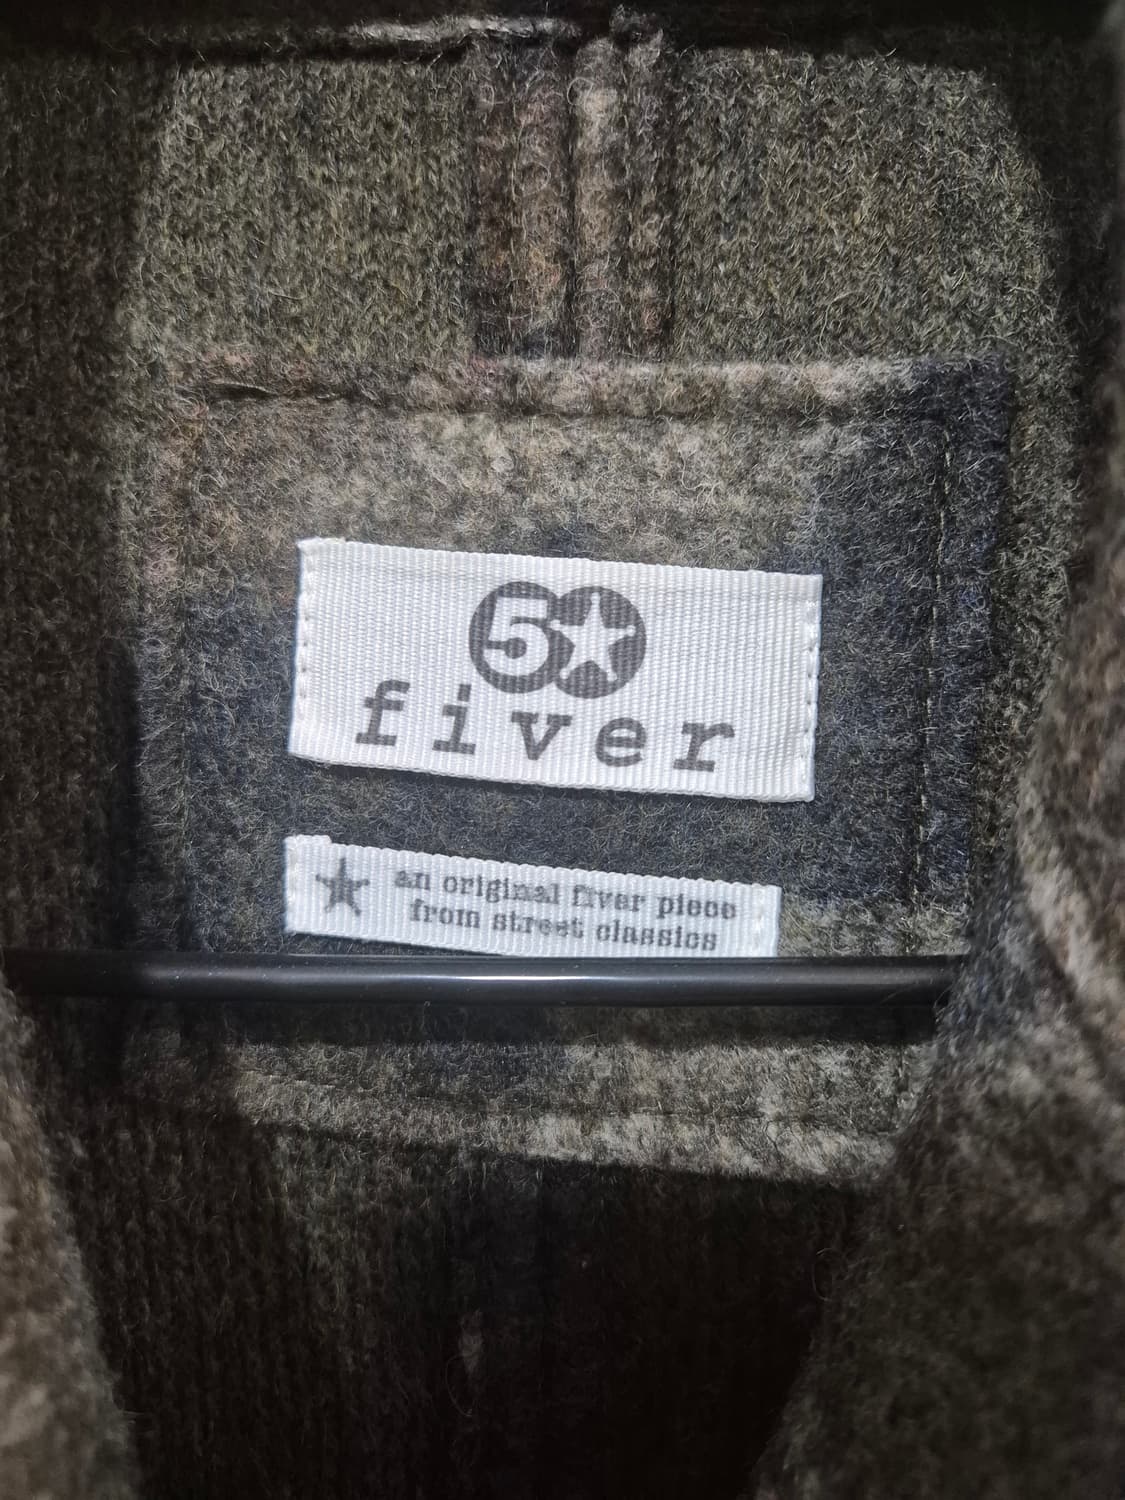 5
fiver
an original fiver piece
from street classics